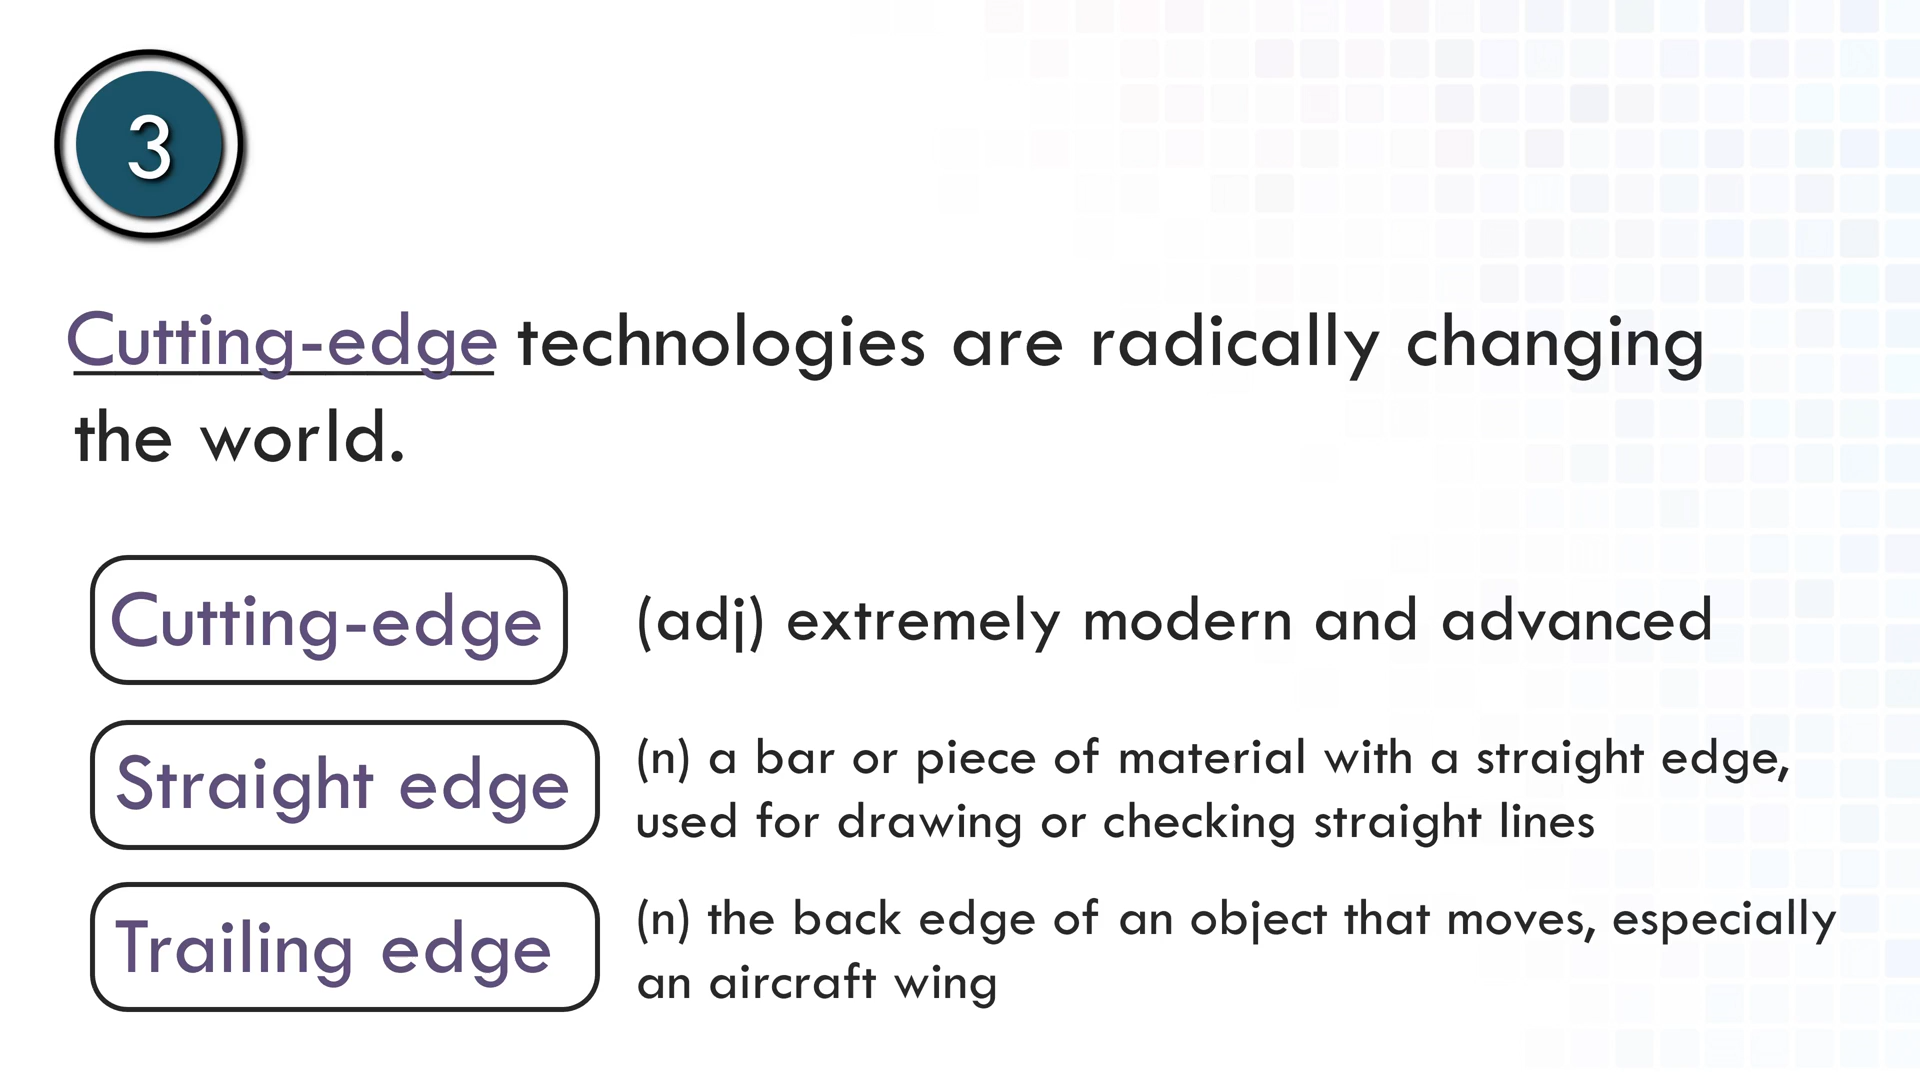 3
Cutting-edge technologies are radically changing
the world.
Cutting-edge
(adj) extremely modern and advanced
Straight edge
(n) a bar or piece of material with a straight edge,
used for drawing or checking straight lines
Trailing edge
(n) the back edge of an object that moves, especially
an aircraft wing